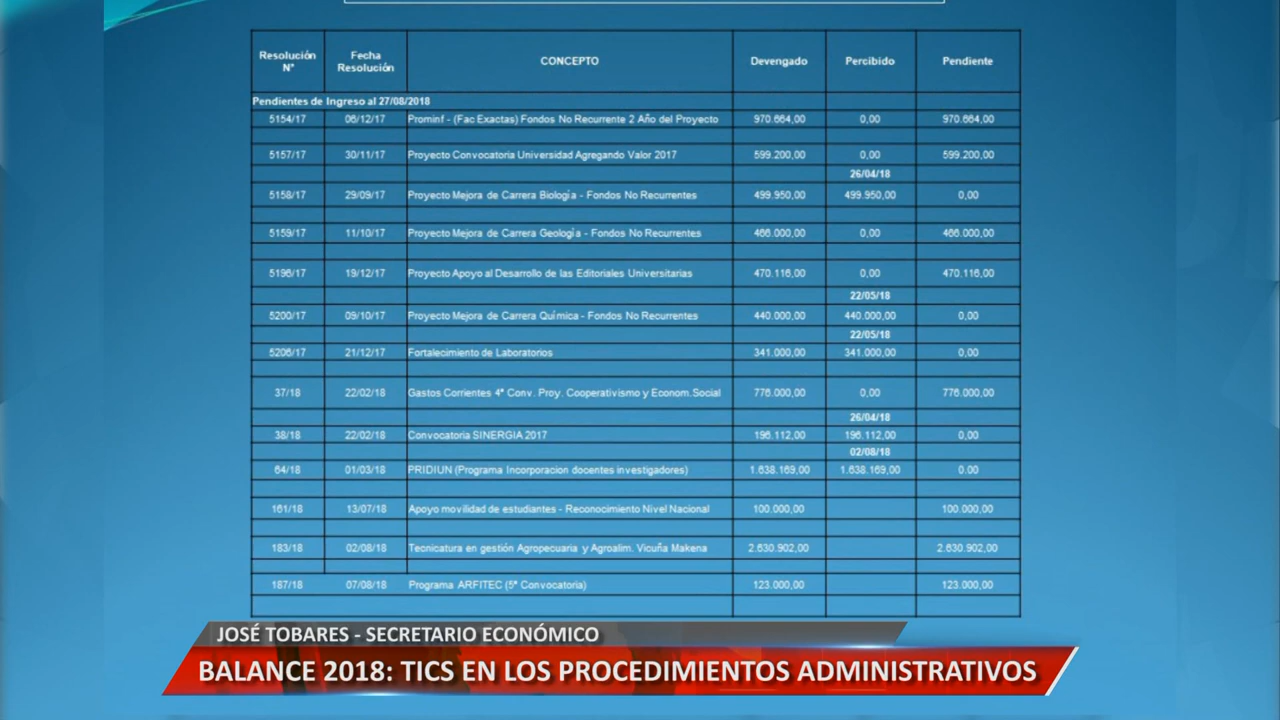 Resolución N° Fecha Resolución CONCEPTO Devengado Percibido Pendiente
Pendientes de Ingreso al 27/08/2018
5154/17 06/12/17 Prominf - (Fac Exactas) Fondos No Recurrente 2 Año del Proyecto 970.664,00 0,00 970.664,00
5157/17 30/11/17 Proyecto Convocatoria Universidad Agregando Valor 2017 599.200,00 0,00 599.200,00
26/04/18
5158/17 29/09/17 Proyecto Mejora de Carrera Biología - Fondos No Recurrentes 499.950,00 499.950,00 0,00
5159/17 11/10/17 Proyecto Mejora de Carrera Geología - Fondos No Recurrentes 466.000,00 0,00 466.000,00
5196/17 19/12/17 Proyecto Apoyo al Desarrollo de las Editoriales Universitarias 470.116,00 0,00 470.116,00
22/05/18
5200/17 09/10/17 Proyecto Mejora de Carrera Química - Fondos No Recurrentes 440.000,00 440.000,00 0,00
22/05/18
5206/17 21/12/17 Fortalecimiento de Laboratorios 341.000,00 341.000,00 0,00
37/18 22/02/18 Gastos Corrientes 4ª Conv. Proy. Cooperativismo y Econom.Social 776.000,00 0,00 776.000,00
26/04/18
38/18 22/02/18 Convocatoria SINERGIA 2017 196.112,00 196.112,00 0,00
02/08/18
64/18 01/03/18 PRIDIUN (Programa Incorporacion docentes investigadores) 1.638.169,00 1.638.169,00 0.00
161/18 13/07/18 Apoyo movilidad de estudiantes - Reconocimiento Nivel Nacional 100.000,00 100.000,00
183/18 02/08/18 Tecnicatura en gestión Agropecuaria y Agroalim. Vicuña Makena 2.630.902,00 2.630.902,00
187/18 07/08/18 Programa ARFITEC (5ª Convocatoria) 123.000,00 123.000,00
JOSÉ TOBARES - SECRETARIO ECONÓMICO
BALANCE 2018: TICS EN LOS PROCEDIMIENTOS ADMINISTRATIVOS